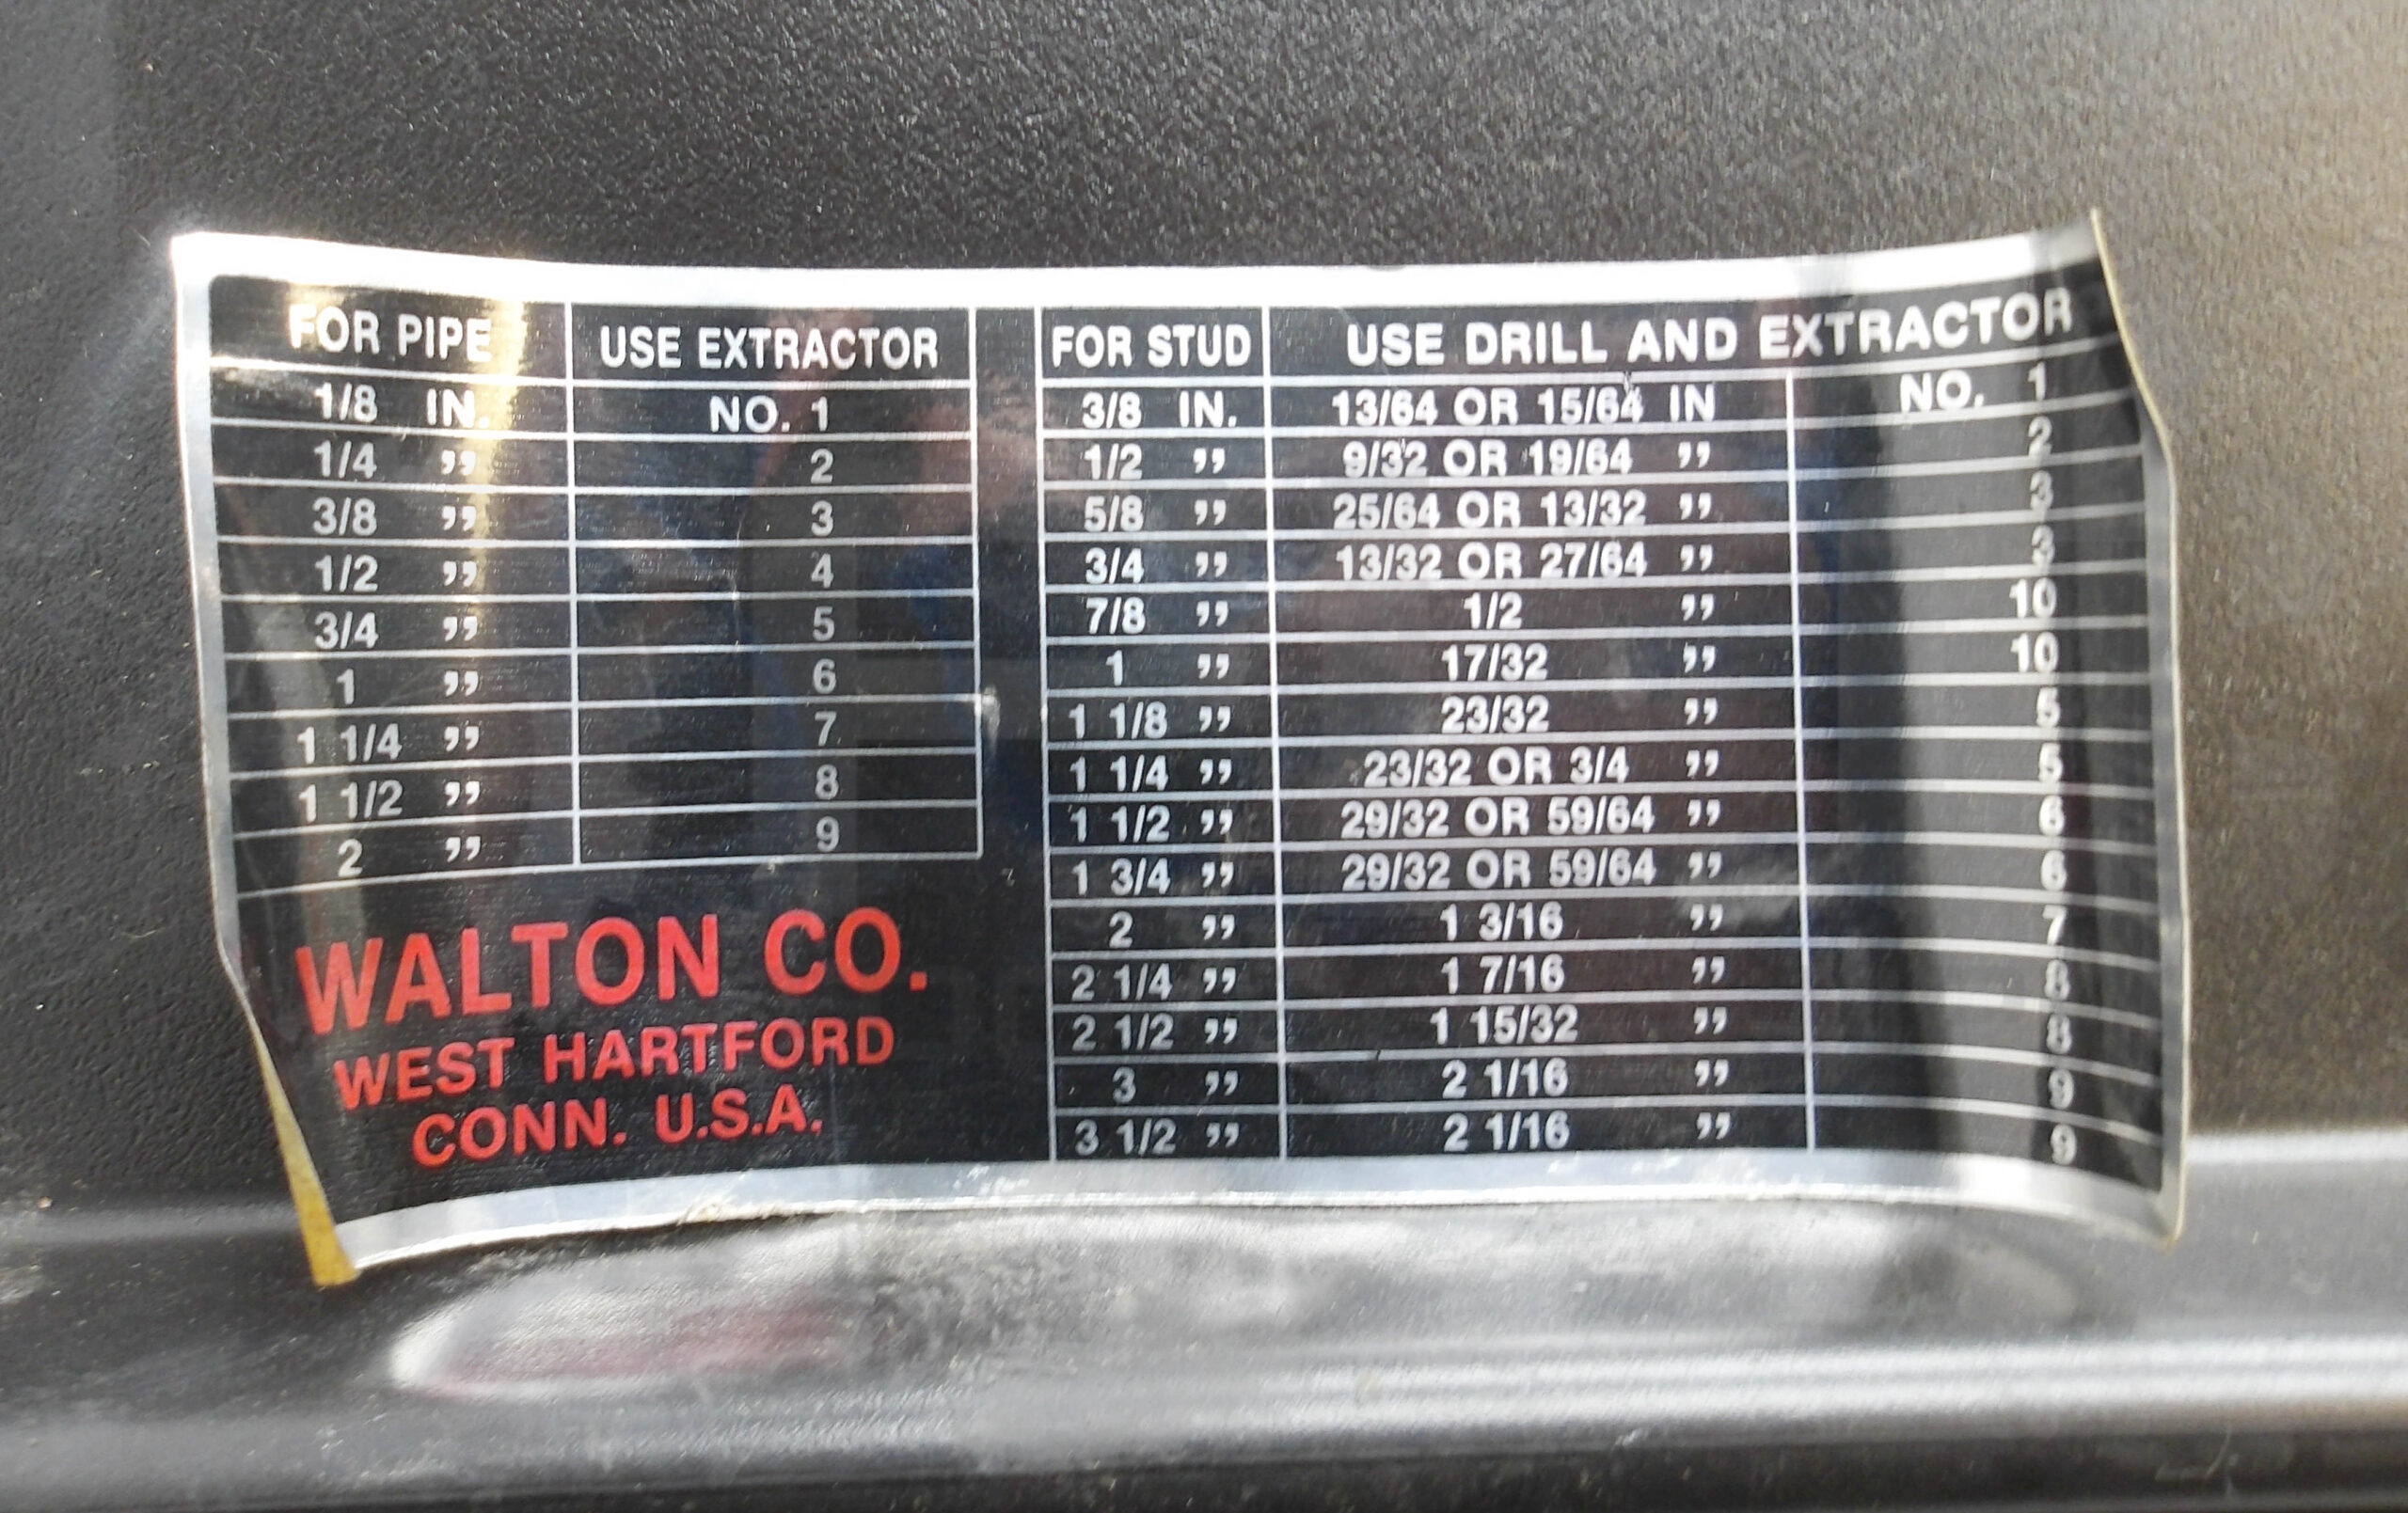 FOR PIPE USE EXTRACTOR
1/8 IN. NO. 1
1/4 ” 2
3/8 ” 3
1/2 ” 4
3/4 ” 5
1 ” 6
1 1/4 ” 7
1 1/2 ” 8
2 ” 9
WALTON CO.
WEST HARTFORD
CONN. U.S.A.
FOR STUD USE DRILL AND EXTRACTOR
3/8 IN. 13/64 OR 15/64 IN NO. 1
1/2 ” 9/32 OR 19/64 ” 2
5/8 ” 25/64 OR 13/32 ” 3
3/4 ” 13/32 OR 27/64 ” 3
7/8 ” 1/2 ” 10
1 ” 17/32 ” 10
1 1/8 ” 23/32 ” 5
1 1/4 ” 23/32 OR 3/4 ” 5
1 1/2 ” 29/32 OR 59/64 ” 6
1 3/4 ” 29/32 OR 59/64 ” 6
2 ” 1 3/16 ” 7
2 1/4 ” 1 7/16 ” 8
2 1/2 ” 1 15/32 ” 8
3 ” 2 1/16 ” 9
3 1/2 ” 2 1/16 ” 9